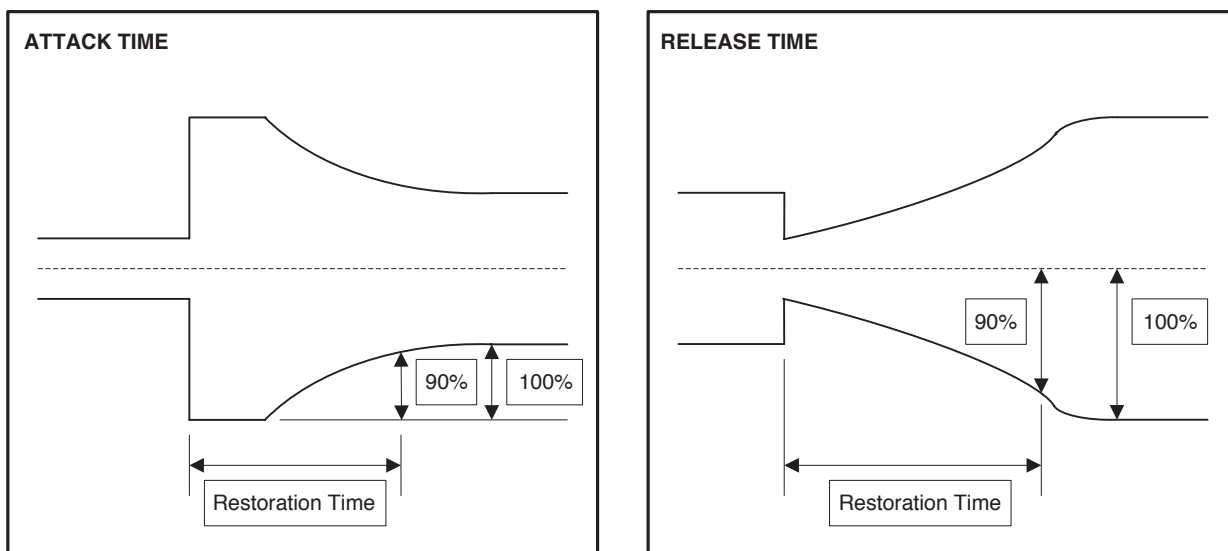 ATTACK TIME
90%
100%
Restoration Time
RELEASE TIME
90%
100%
Restoration Time